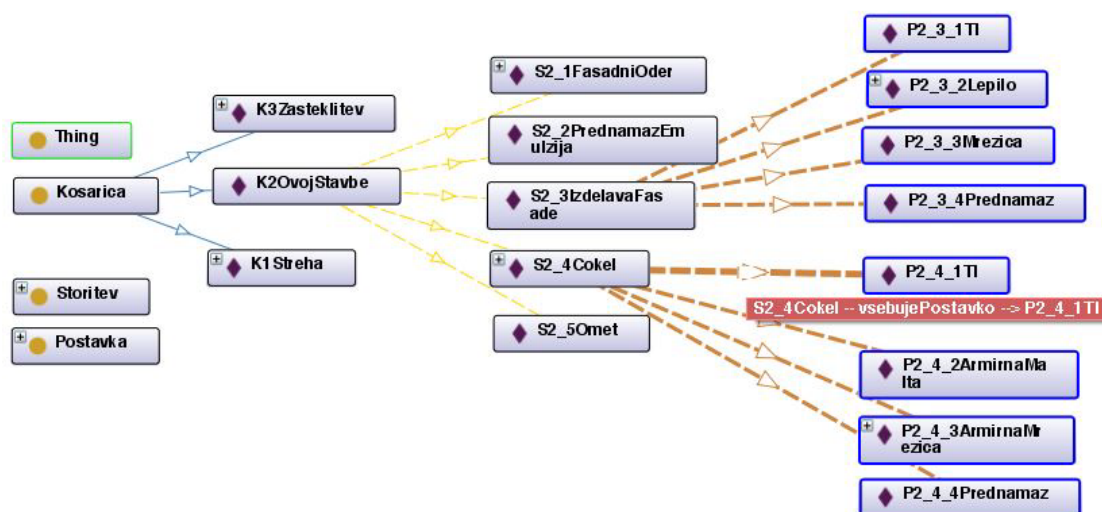 P2_3_1TI
S2_1FasadniOder
P2_3_2Lepilo
K3Zasteklitev
S2_2PrednamazEm
ulzija
Thing
P2_3_3Mrezica
Kosarica
K2OvojStavbe
S2_3IzdelavaFas
ade
P2_3_4Prednamaz
K1Streha
S2_4Cokel
P2_4_1TI
Storitev
S2_4Cokel -- vsebujePostavko --> P2_4_1TI
S2_5Omet
Postavka
P2_4_2ArmirnaMa
lta
P2_4_3ArmirnaMr
ezica
P2_4_4Prednamaz